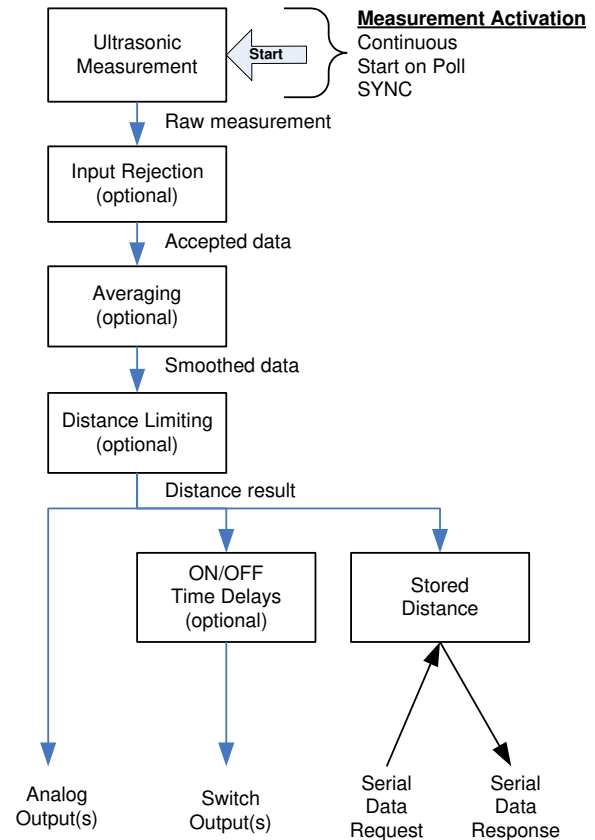 Measurement Activation
Continuous
Start on Poll
SYNC
Ultrasonic
Measurement
Start
Raw measurement
Input Rejection
(optional)
Accepted data
Averaging
(optional)
Smoothed data
Distance Limiting
(optional)
Distance result
ON/OFF
Time Delays
(optional)
Stored
Distance
Analog
Output(s)
Switch
Output(s)
Serial
Data
Request
Serial
Data
Response